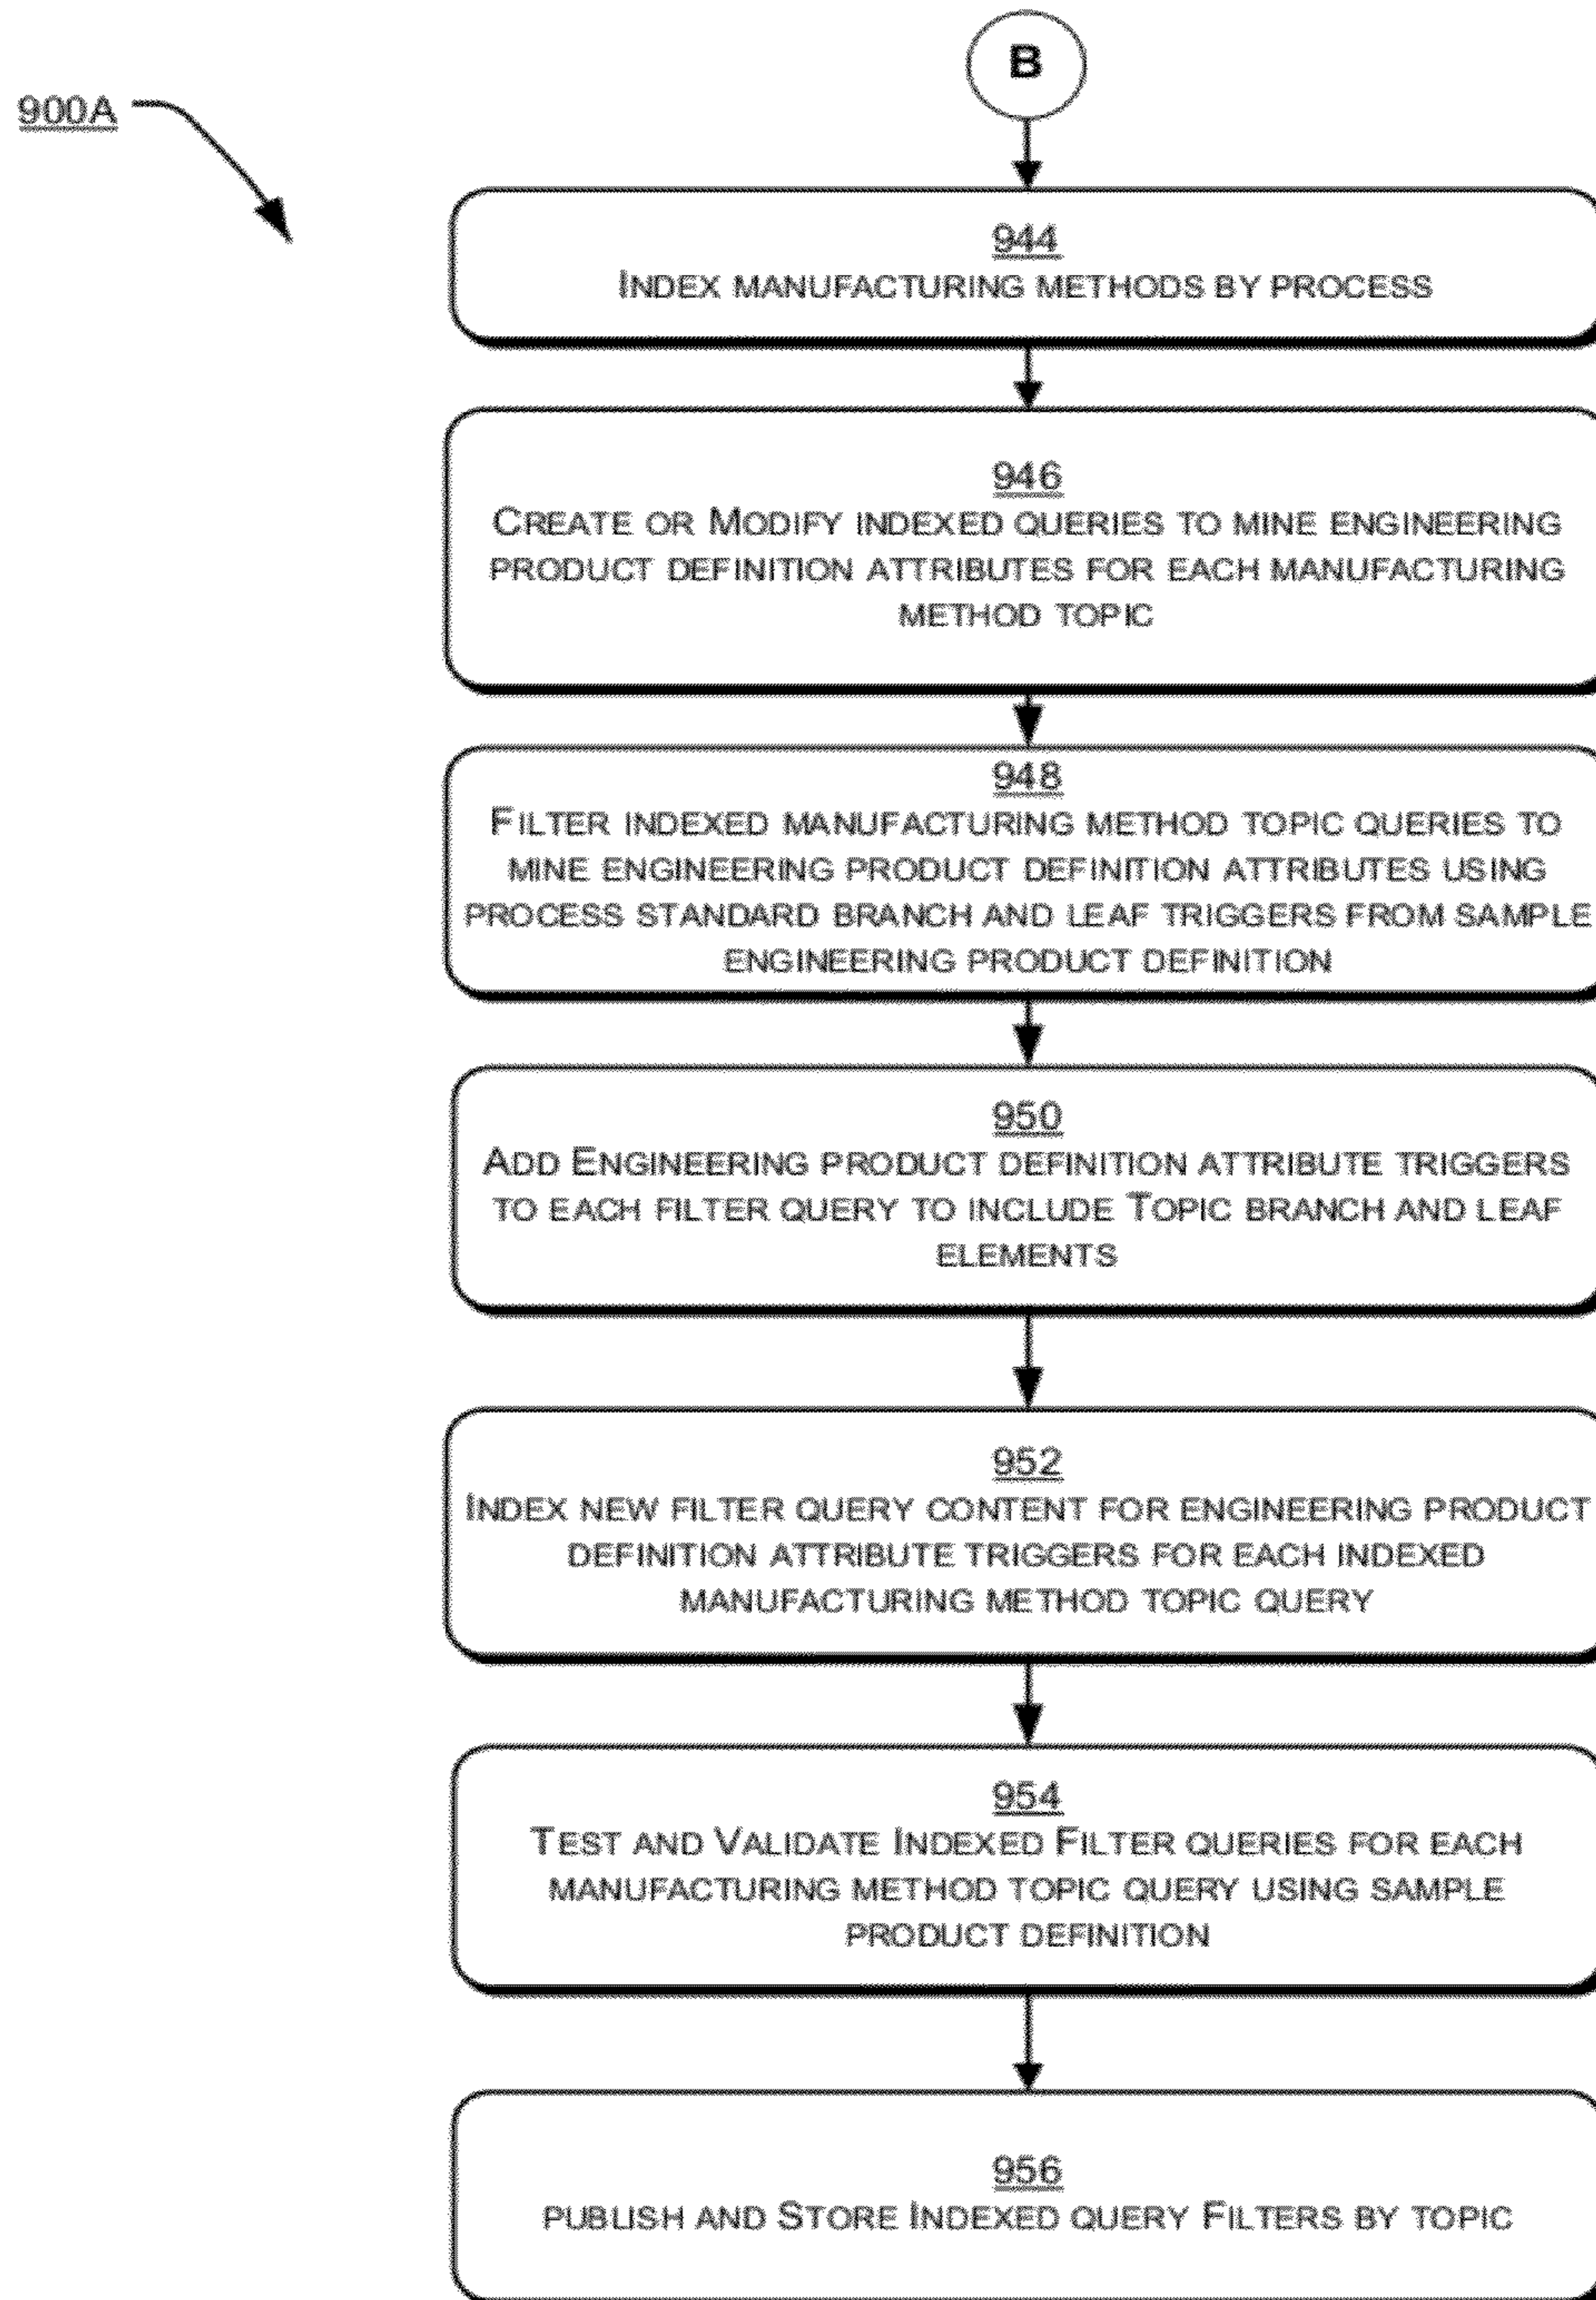 B
900A
944
INDEX MANUFACTURING METHODS BY PROCESS
946
CREATE OR MODIFY INDEXED QUERIES TO MINE ENGINEERING
PRODUCT DEFINITION ATTRIBUTES FOR EACH MANUFACTURING
METHOD TOPIC
948
FILTER INDEXED MANUFACTURING METHOD TOPIC QUERIES TO
MINE ENGINEERING PRODUCT DEFINITION ATTRIBUTES USING
PROCESS STANDARD BRANCH AND LEAF TRIGGERS FROM SAMPLE
ENGINEERING PRODUCT DEFINITION
950
ADD ENGINEERING PRODUCT DEFINITION ATTRIBUTE TRIGGERS
TO EACH FILTER QUERY TO INCLUDE TOPIC BRANCH AND LEAF
ELEMENTS
952
INDEX NEW FILTER QUERY CONTENT FOR ENGINEERING PRODUCT
DEFINITION ATTRIBUTE TRIGGERS FOR EACH INDEXED
MANUFACTURING METHOD TOPIC QUERY
954
TEST AND VALIDATE INDEXED FILTER QUERIES FOR EACH
MANUFACTURING METHOD TOPIC QUERY USING SAMPLE
PRODUCT DEFINITION
956
PUBLISH AND STORE INDEXED QUERY FILTERS BY TOPIC